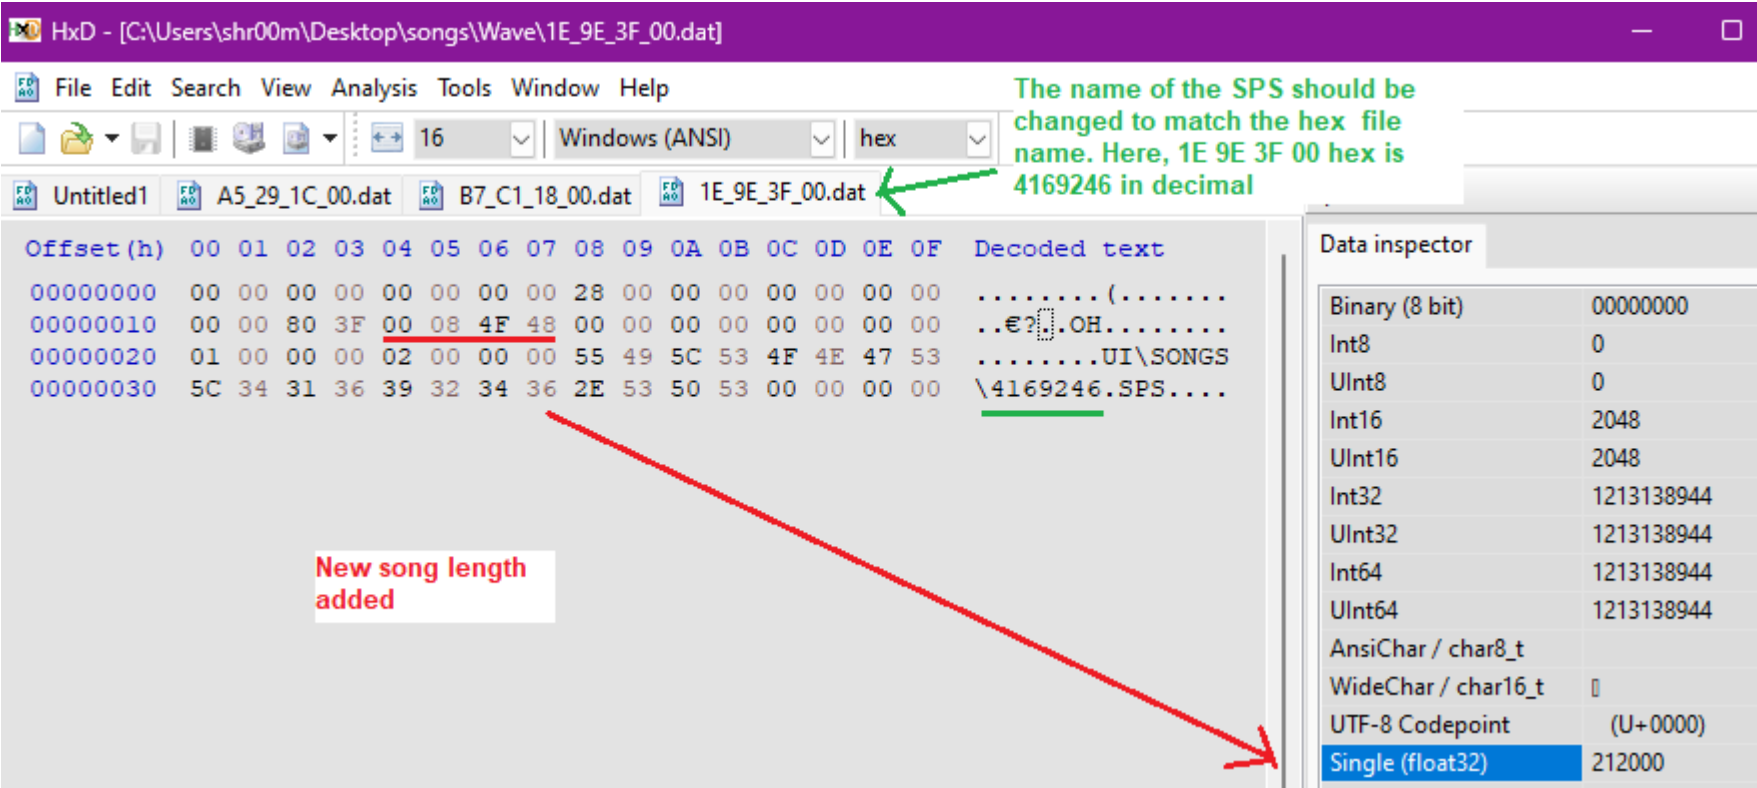 HxD - [C:\Users\shr00m\Desktop\songs\Wave\1E_9E_3F_00.dat]
File Edit Search View Analysis Tools Window Help
The name of the SPS should be
changed to match the hex file
name. Here, 1E 9E 3F 00 hex is
4169246 in decimal
16 Windows (ANSI) hex
Untitled1 A5_29_1C_00.dat B7_C1_18_00.dat 1E_9E_3F_00.dat
Offset(h) 00 01 02 03 04 05 06 07 08 09 0A 0B 0C 0D 0E 0F Decoded text
00000000 00 00 00 00 00 00 00 00 28 00 00 00 00 00 00 00 ........(.......
00000010 00 00 80 3F 00 08 4F 48 00 00 00 00 00 00 00 00 ..€?..OH........
00000020 01 00 00 00 02 00 00 00 55 49 5C 53 4F 4E 47 53 ........UI\SONGS
00000030 5C 34 31 36 39 32 34 36 2E 53 50 53 00 00 00 00 \4169246.SPS....
New song length
added
Data inspector
Binary (8 bit) 00000000
Int8 0
UInt8 0
Int16 2048
UInt16 2048
Int32 1213138944
UInt32 1213138944
Int64 1213138944
UInt64 1213138944
AnsiChar / char8_t
WideChar / char16_t
UTF-8 Codepoint (U+0000)
Single (float32) 212000